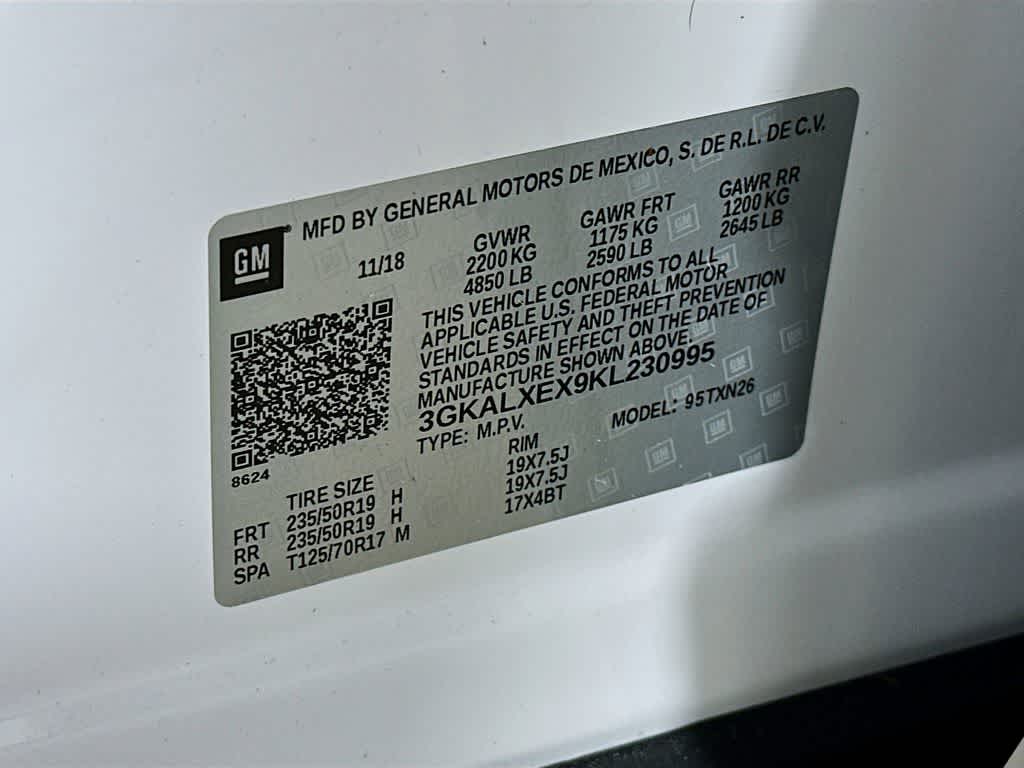 MFD BY GENERAL MOTORS DE MEXICO, S. DE R.L. DE C.V.
GM
11/18
GVWR
2200 KG
4850 LB
GAWR FRT
1175 KG
2590 LB
GAWR RR
1200 KG
2645 LB
THIS VEHICLE CONFORMS TO ALL
APPLICABLE U.S. FEDERAL MOTOR
VEHICLE SAFETY AND THEFT PREVENTION
STANDARDS IN EFFECT ON THE DATE OF
MANUFACTURE SHOWN ABOVE.
3GKALXEX9KL230995
TYPE: M.P.V. MODEL: 95TXN26
8624
TIRE SIZE RIM
FRT 235/50R19 H 19X7.5J
RR 235/50R19 H 19X7.5J
SPA T125/70R17 M 17X4BT